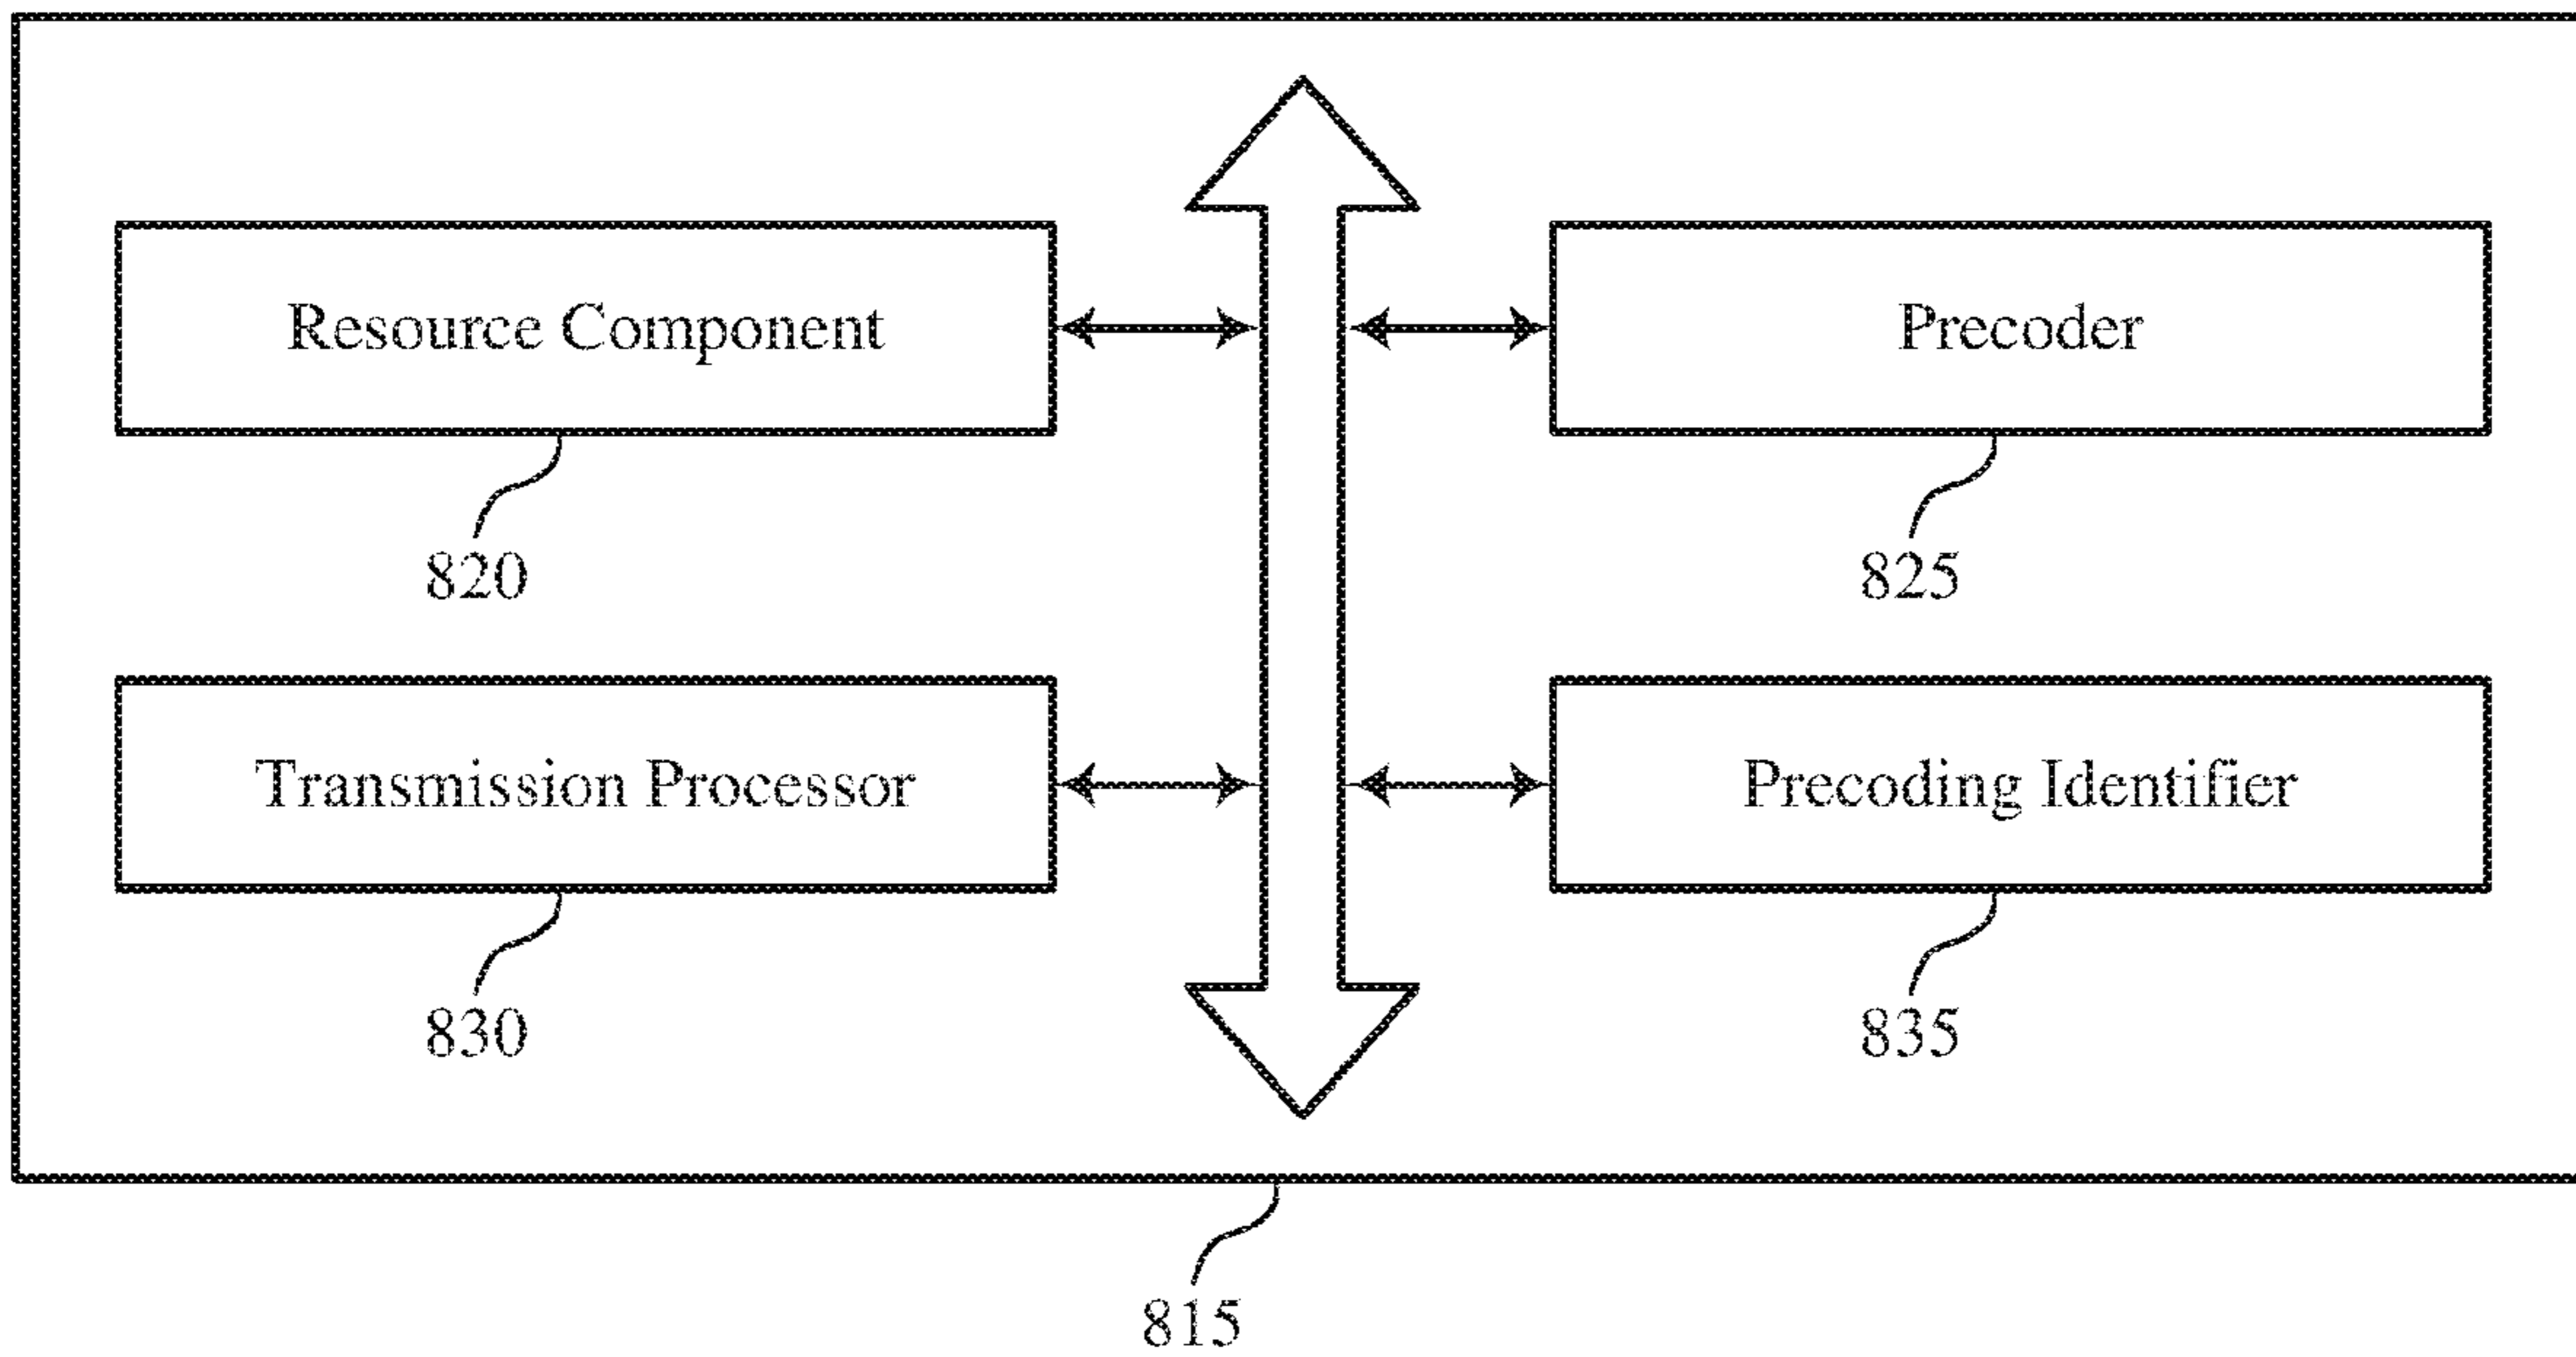 Resource Component
Precoder
820
825
Transmission Processor
Precoding Identifier
830
835
815